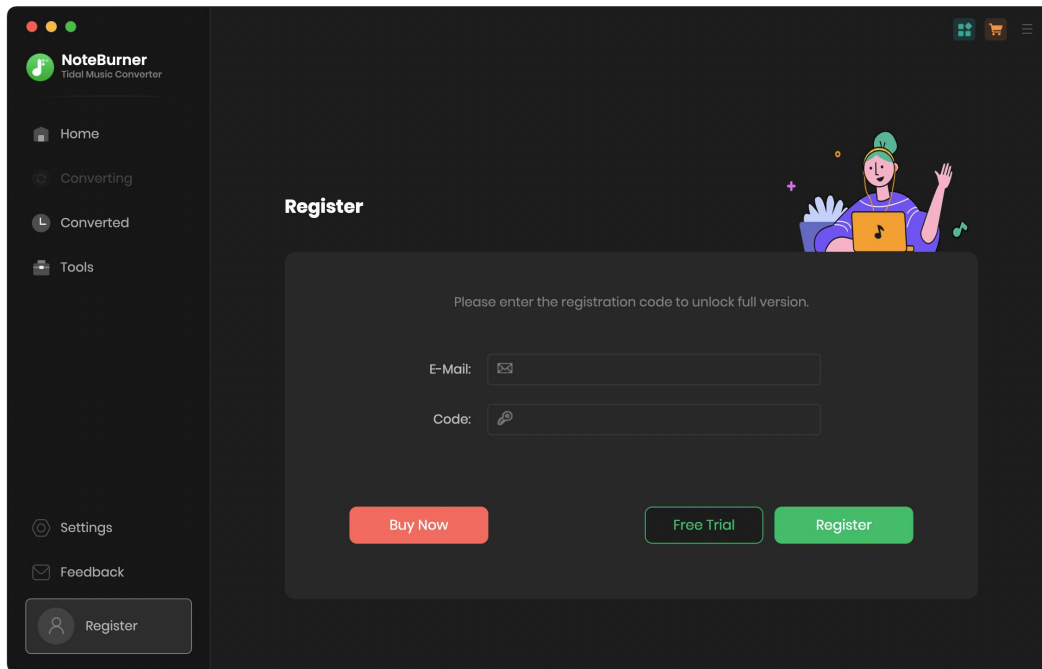 NoteBurner
Tidal Music Converter
Home
Converting
Converted
Tools
Settings
Feedback
Register
Register
Please enter the registration code to unlock full version.
E-Mail:
Code:
Buy Now
Free Trial
Register